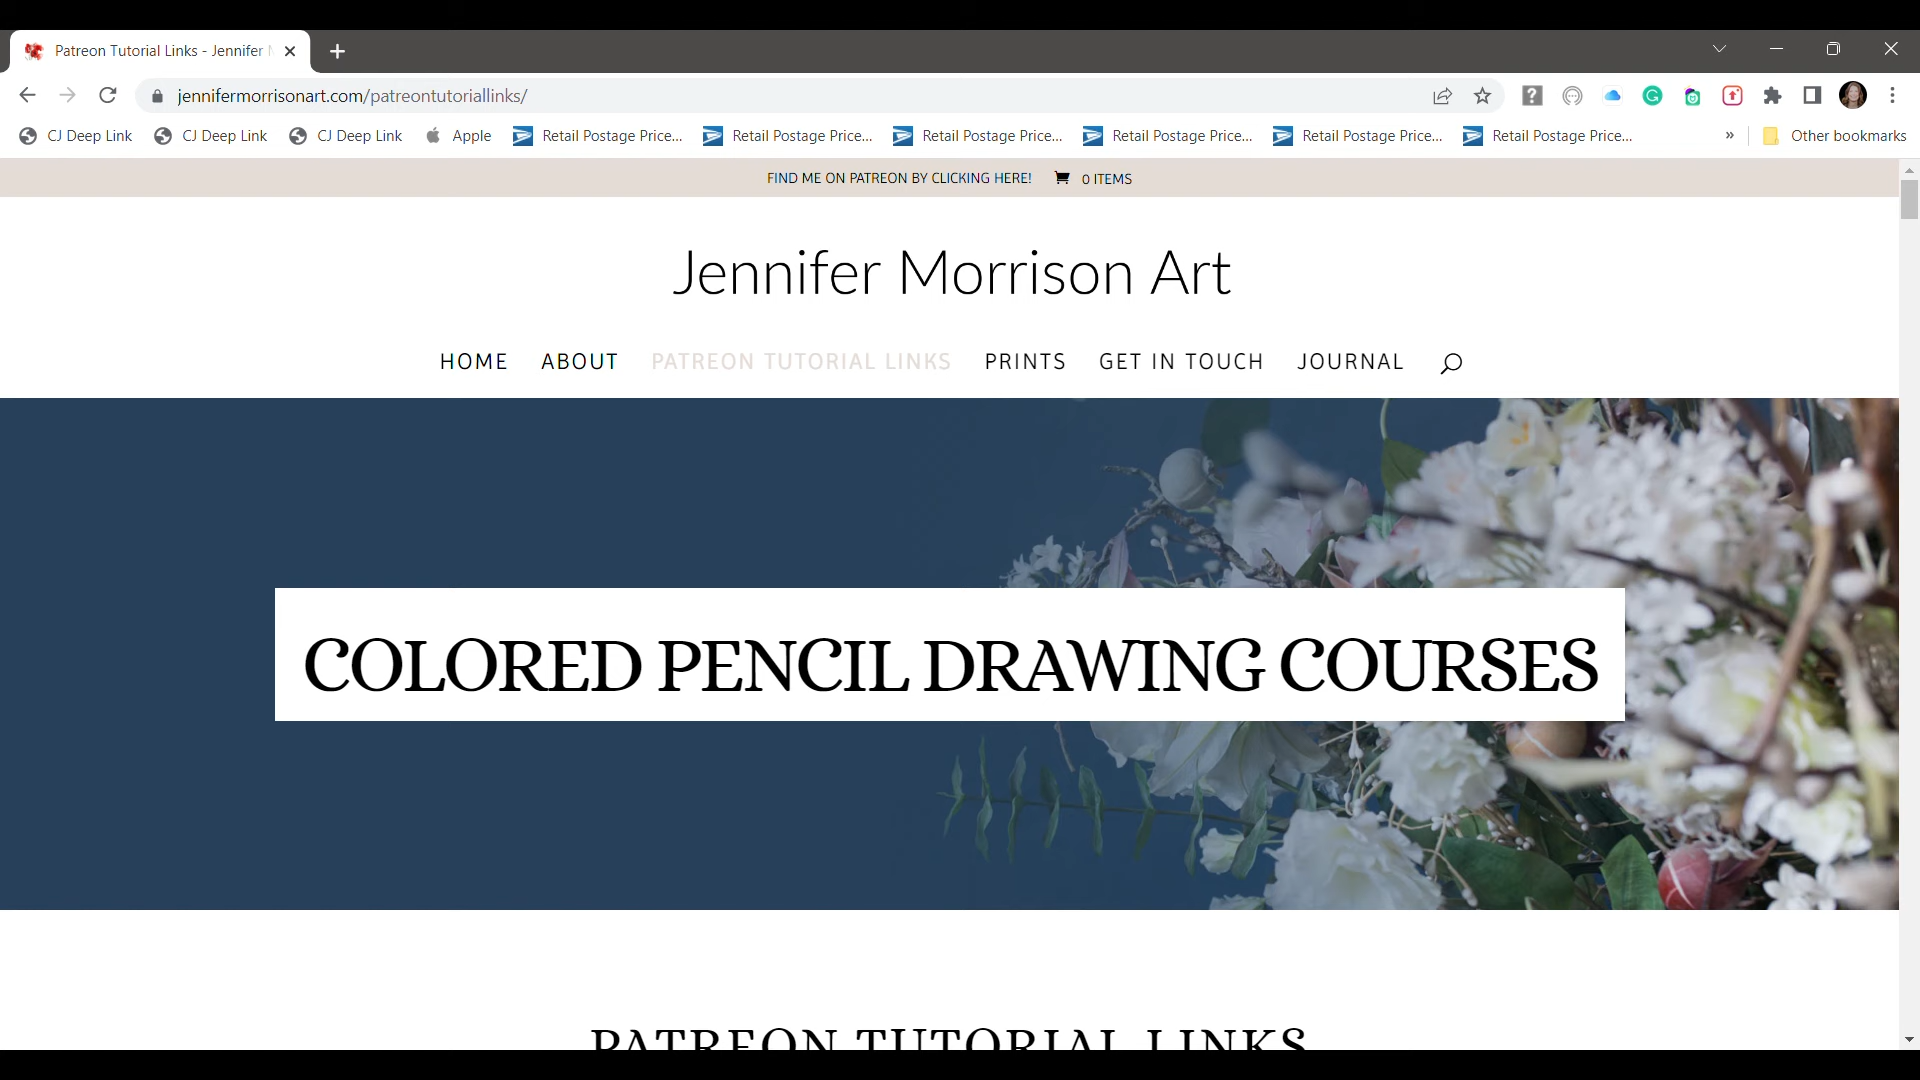 Patreon Tutorial Links - Jennifer
jennifermorrisonart.com/patreontutoriallinks/
CJ Deep Link CJ Deep Link CJ Deep Link Apple Retail Postage Price... Retail Postage Price... Retail Postage Price... Retail Postage Price... Retail Postage Price... Retail Postage Price... » Other bookmarks
FIND ME ON PATREON BY CLICKING HERE! 0 ITEMS
Jennifer Morrison Art
HOME ABOUT PATREON TUTORIAL LINKS PRINTS GET IN TOUCH JOURNAL
COLORED PENCIL DRAWING COURSES
PATREON TUTORIAL LINKS